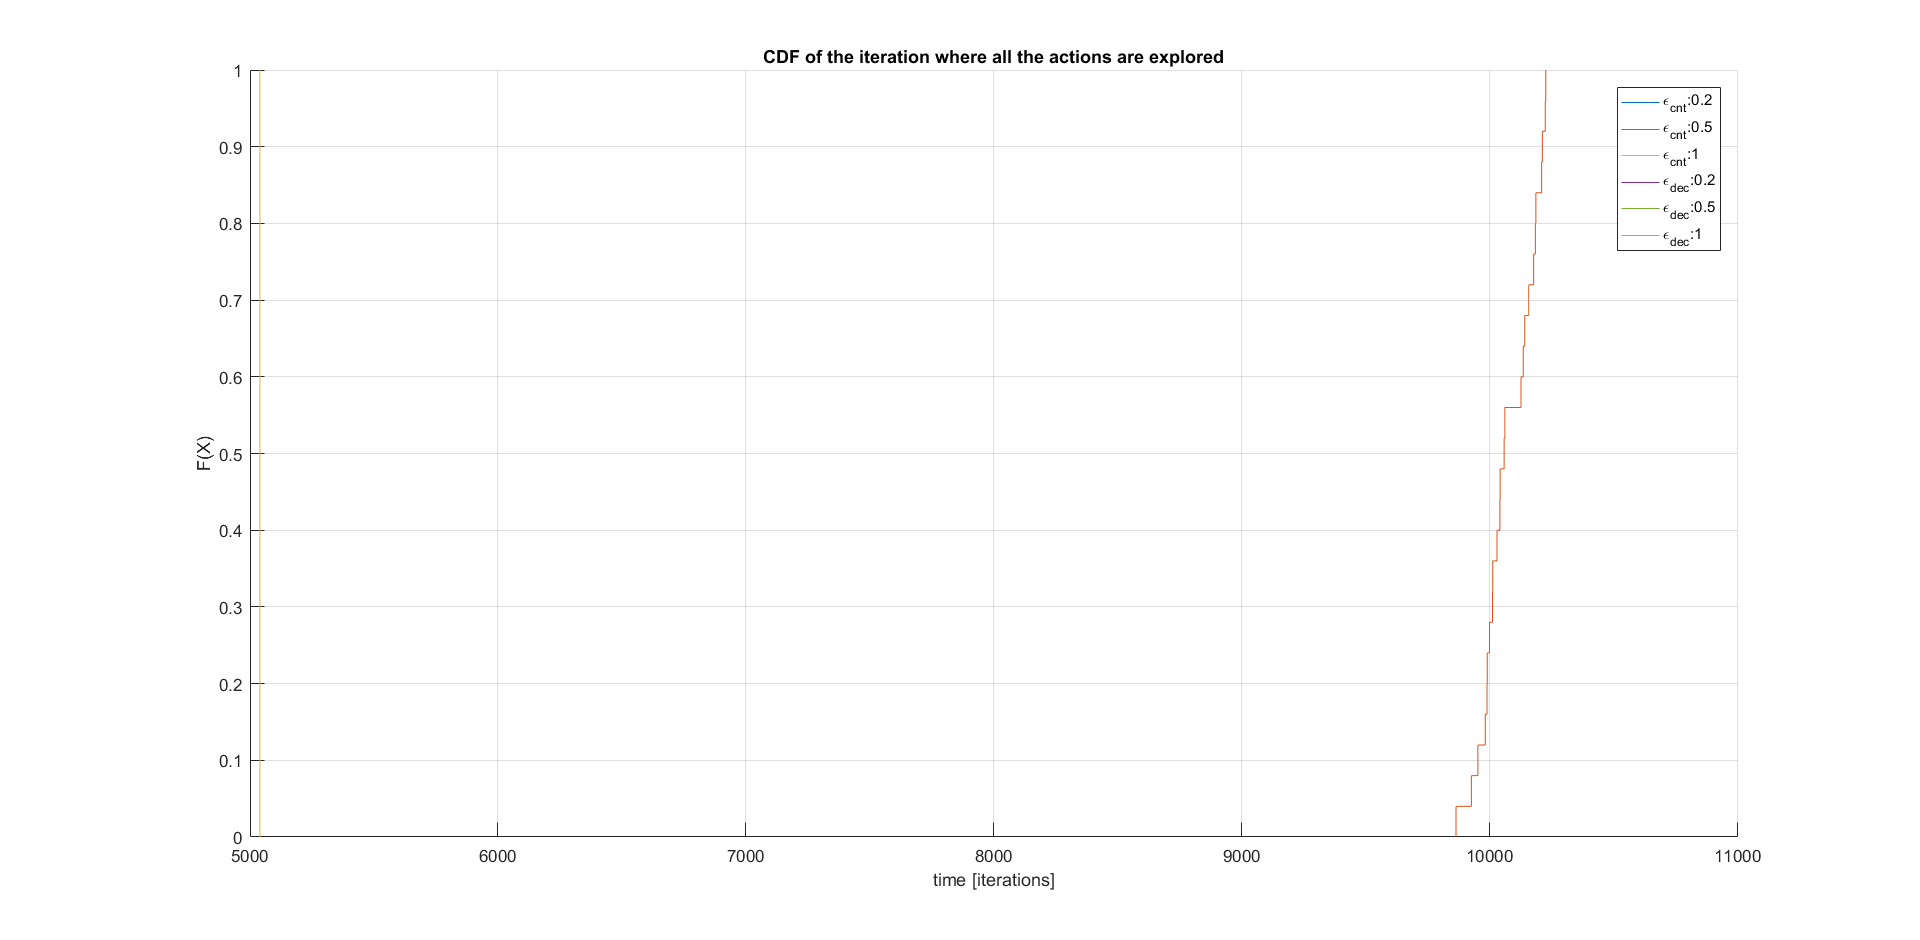 CDF of the iteration where all the actions are explored
1
0.9
0.8
0.7
0.6
0.5
0.4
0.3
0.2
0.1
0
F(X)
ϵcnt:0.2
ϵcnt:0.5
ϵcnt:1
ϵdec:0.2
ϵdec:0.5
ϵdec:1
5000 6000 7000 8000 9000 10000 11000
time [iterations]